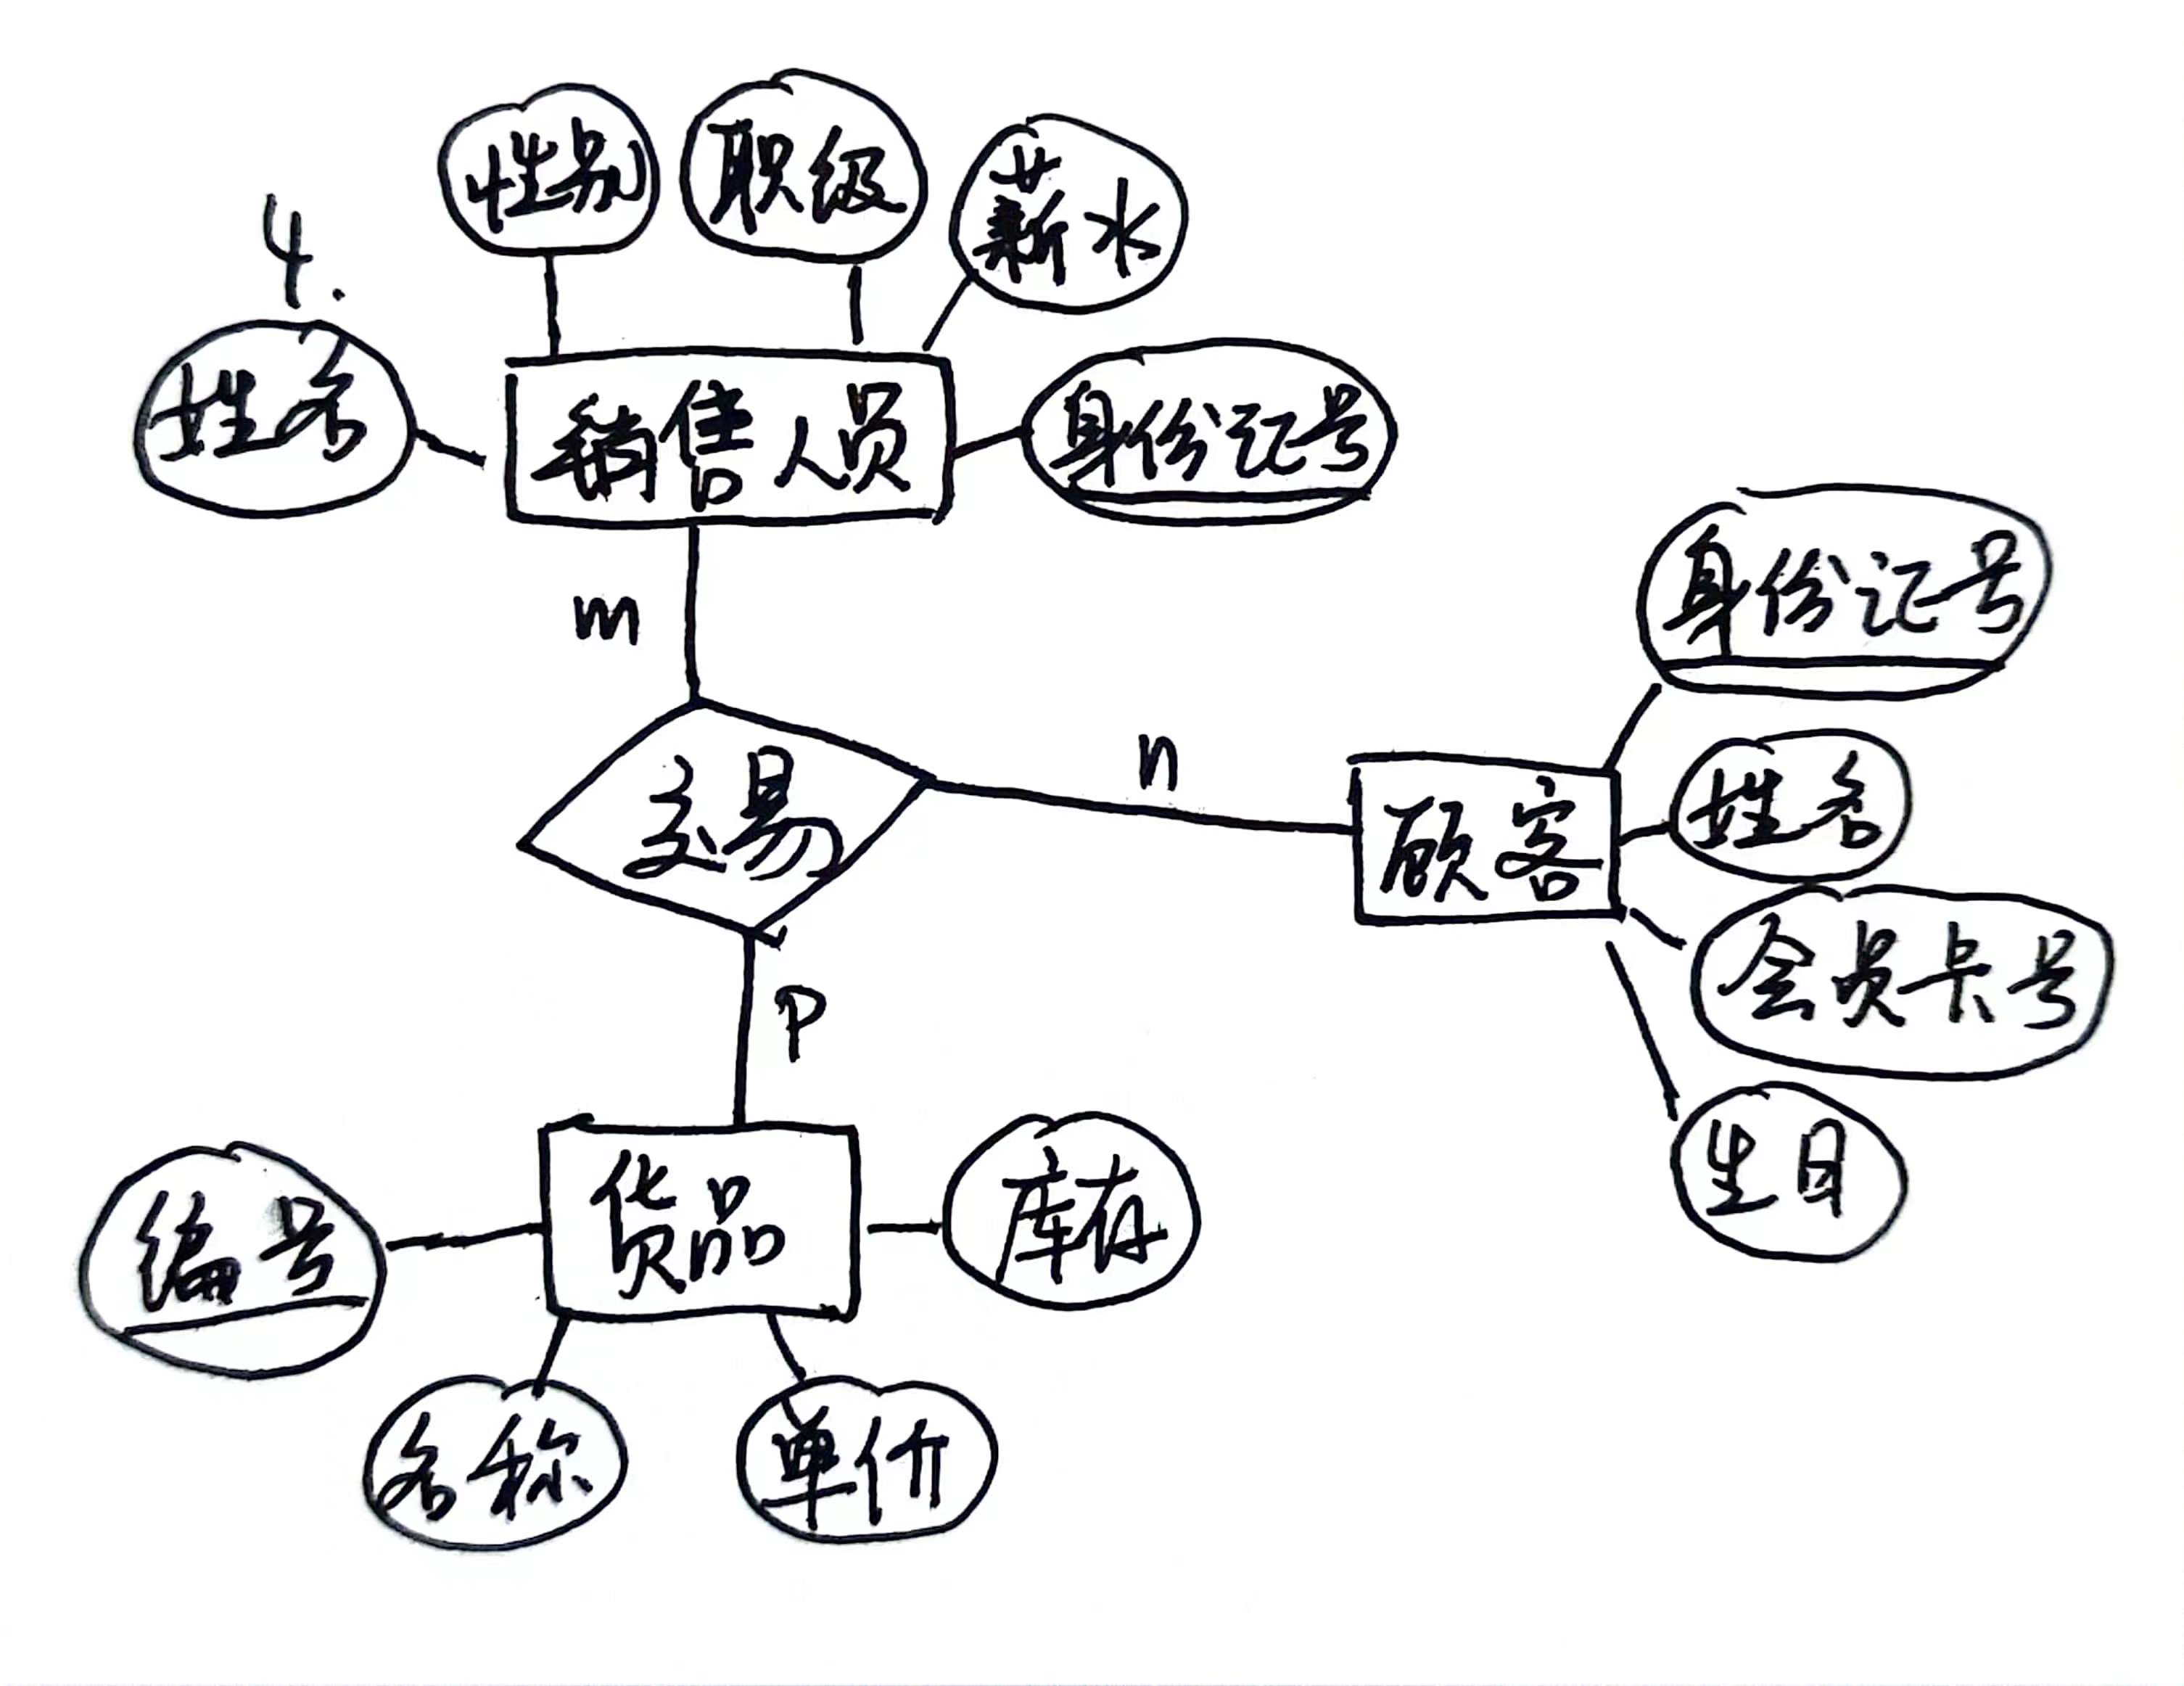 4.
性别
职级
薪水
姓名
销售人员
身份证号
m
身份证号
n
姓名
交易
顾客
会员卡号
p
生日
编号
货品
库存
名称
单价